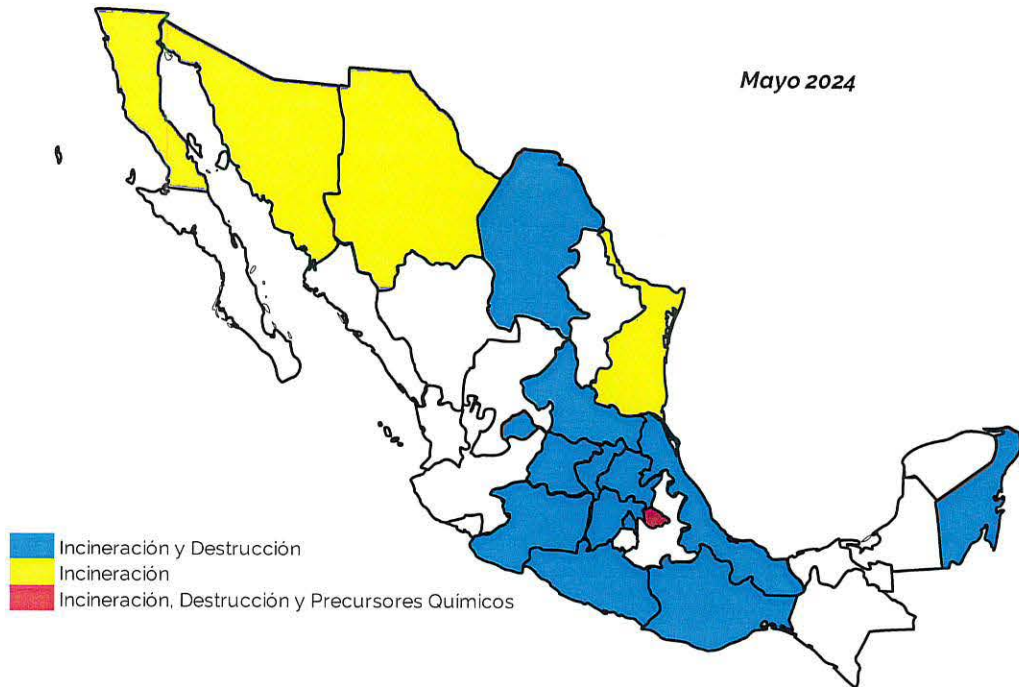 Mayo 2024
Incineración y Destrucción
Incineración
Incineración, Destrucción y Precursores Químicos